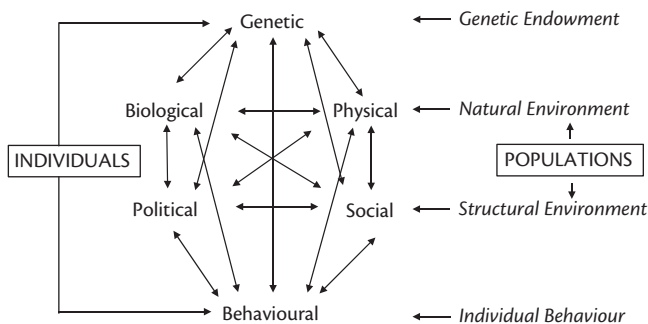 Genetic
Genetic Endowment
Biological
Physical
Natural Environment
INDIVIDUALS
POPULATIONS
Political
Social
Structural Environment
Behavioural
Individual Behaviour